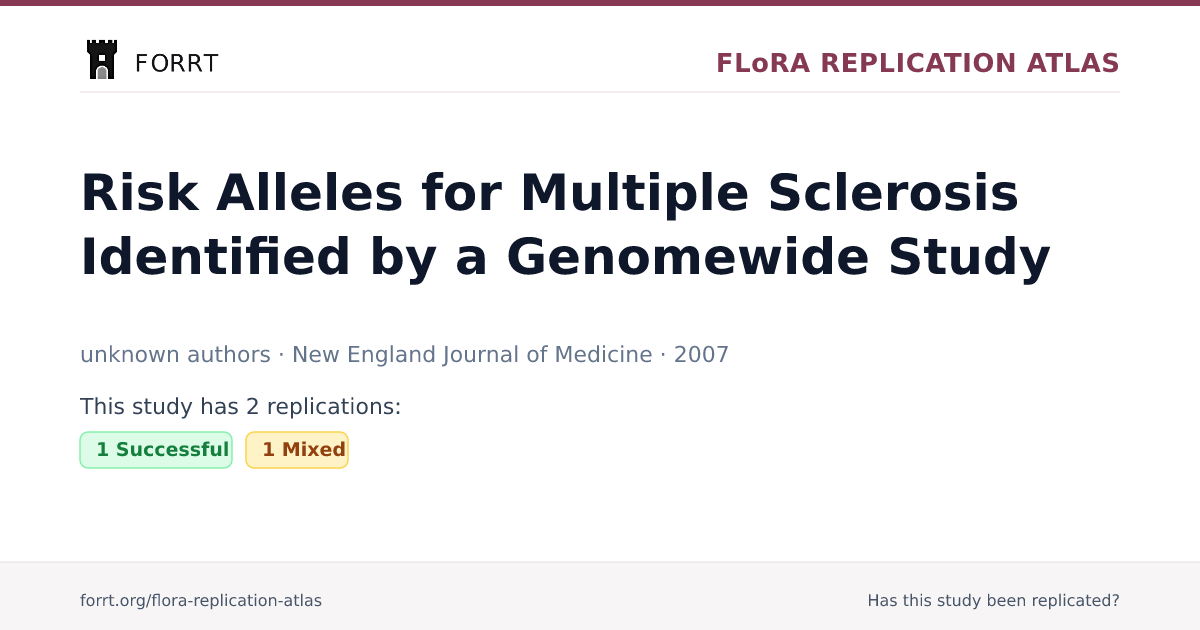 FORRT
FLoRA REPLICATION ATLAS
Risk Alleles for Multiple Sclerosis
Identified by a Genomewide Study
unknown authors · New England Journal of Medicine · 2007
This study has 2 replications:
1 Successful
1 Mixed
forrt.org/flora-replication-atlas
Has this study been replicated?